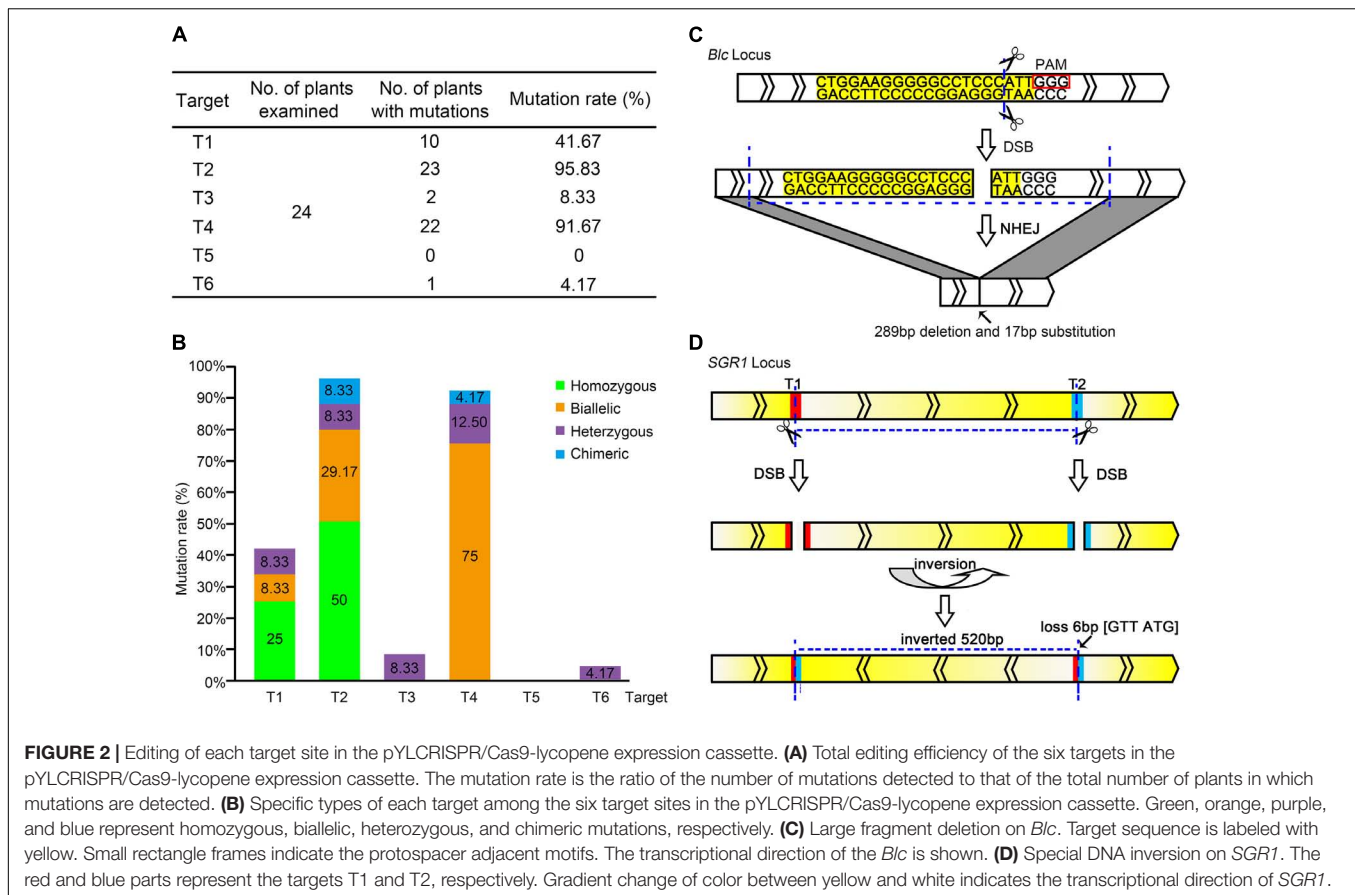 A
Target No. of plants examined No. of plants with mutations Mutation rate (%)
T1 10 41.67
T2 23 95.83
T3 2 8.33
24
T4 22 91.67
T5 0 0
T6 1 4.17
B
100%
90%
80%
70%
60%
50%
40%
30%
20%
10%
0%
Mutation rate (%)
8.33
8.33
25
8.33
8.33
29.17
50
8.33
4.17
12.50
75
4.17
T1 T2 T3 T4 T5 T6 Target
Homozygous
Biallelic
Heterzygous
Chimeric
C
Blc Locus
PAM
CTGGAAGGGGGCCTCCCATTGGG
GACCTTCCCCCGGAGGGTAACCC
DSB
CTGGAAGGGGGCCTCCC ATTGGG
GACCTTCCCCCGGAGGG TAACCC
NHEJ
289bp deletion and 17bp substitution
D
SGR1 Locus
T1 T2
DSB DSB
inversion
inverted 520bp
loss 6bp [GTT ATG]
FIGURE 2 | Editing of each target site in the pYLCRISPR/Cas9-lycopene expression cassette. (A) Total editing efficiency of the six targets in the
pYLCRISPR/Cas9-lycopene expression cassette. The mutation rate is the ratio of the number of mutations detected to that of the total number of plants in which
mutations are detected. (B) Specific types of each target among the six target sites in the pYLCRISPR/Cas9-lycopene expression cassette. Green, orange, purple,
and blue represent homozygous, biallelic, heterozygous, and chimeric mutations, respectively. (C) Large fragment deletion on Blc. Target sequence is labeled with
yellow. Small rectangle frames indicate the protospacer adjacent motifs. The transcriptional direction of the Blc is shown. (D) Special DNA inversion on SGR1. The
red and blue parts represent the targets T1 and T2, respectively. Gradient change of color between yellow and white indicates the transcriptional direction of SGR1.